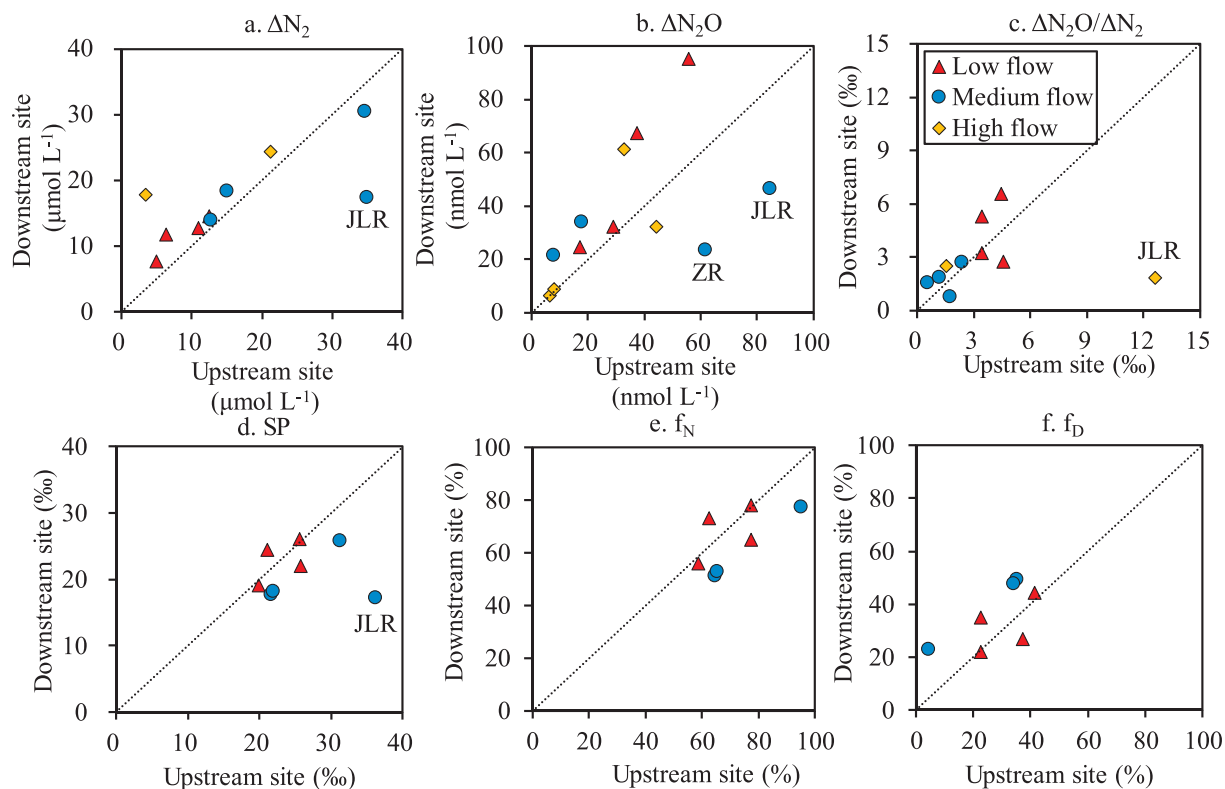 a. ΔN₂
40
30
20
10
0
0 10 20 30 40
Downstream site
(μmol L⁻¹)
Upstream site
(μmol L⁻¹)
JLR
b. ΔN₂O
100
80
60
40
20
0
0 20 40 60 80 100
Downstream site
(nmol L⁻¹)
Upstream site
(nmol L⁻¹)
JLR
ZR
c. ΔN₂O/ΔN₂
15
12
9
6
3
0
0 3 6 9 12 15
Downstream site (‰)
Upstream site (‰)
Low flow
Medium flow
High flow
JLR
d. SP
40
30
20
10
0
0 10 20 30 40
Downstream site (‰)
Upstream site (‰)
JLR
e. f_N
100
80
60
40
20
0
0 20 40 60 80 100
Downstream site (%)
Upstream site (%)
f. f_D
100
80
60
40
20
0
0 20 40 60 80 100
Downstream site (%)
Upstream site (%)